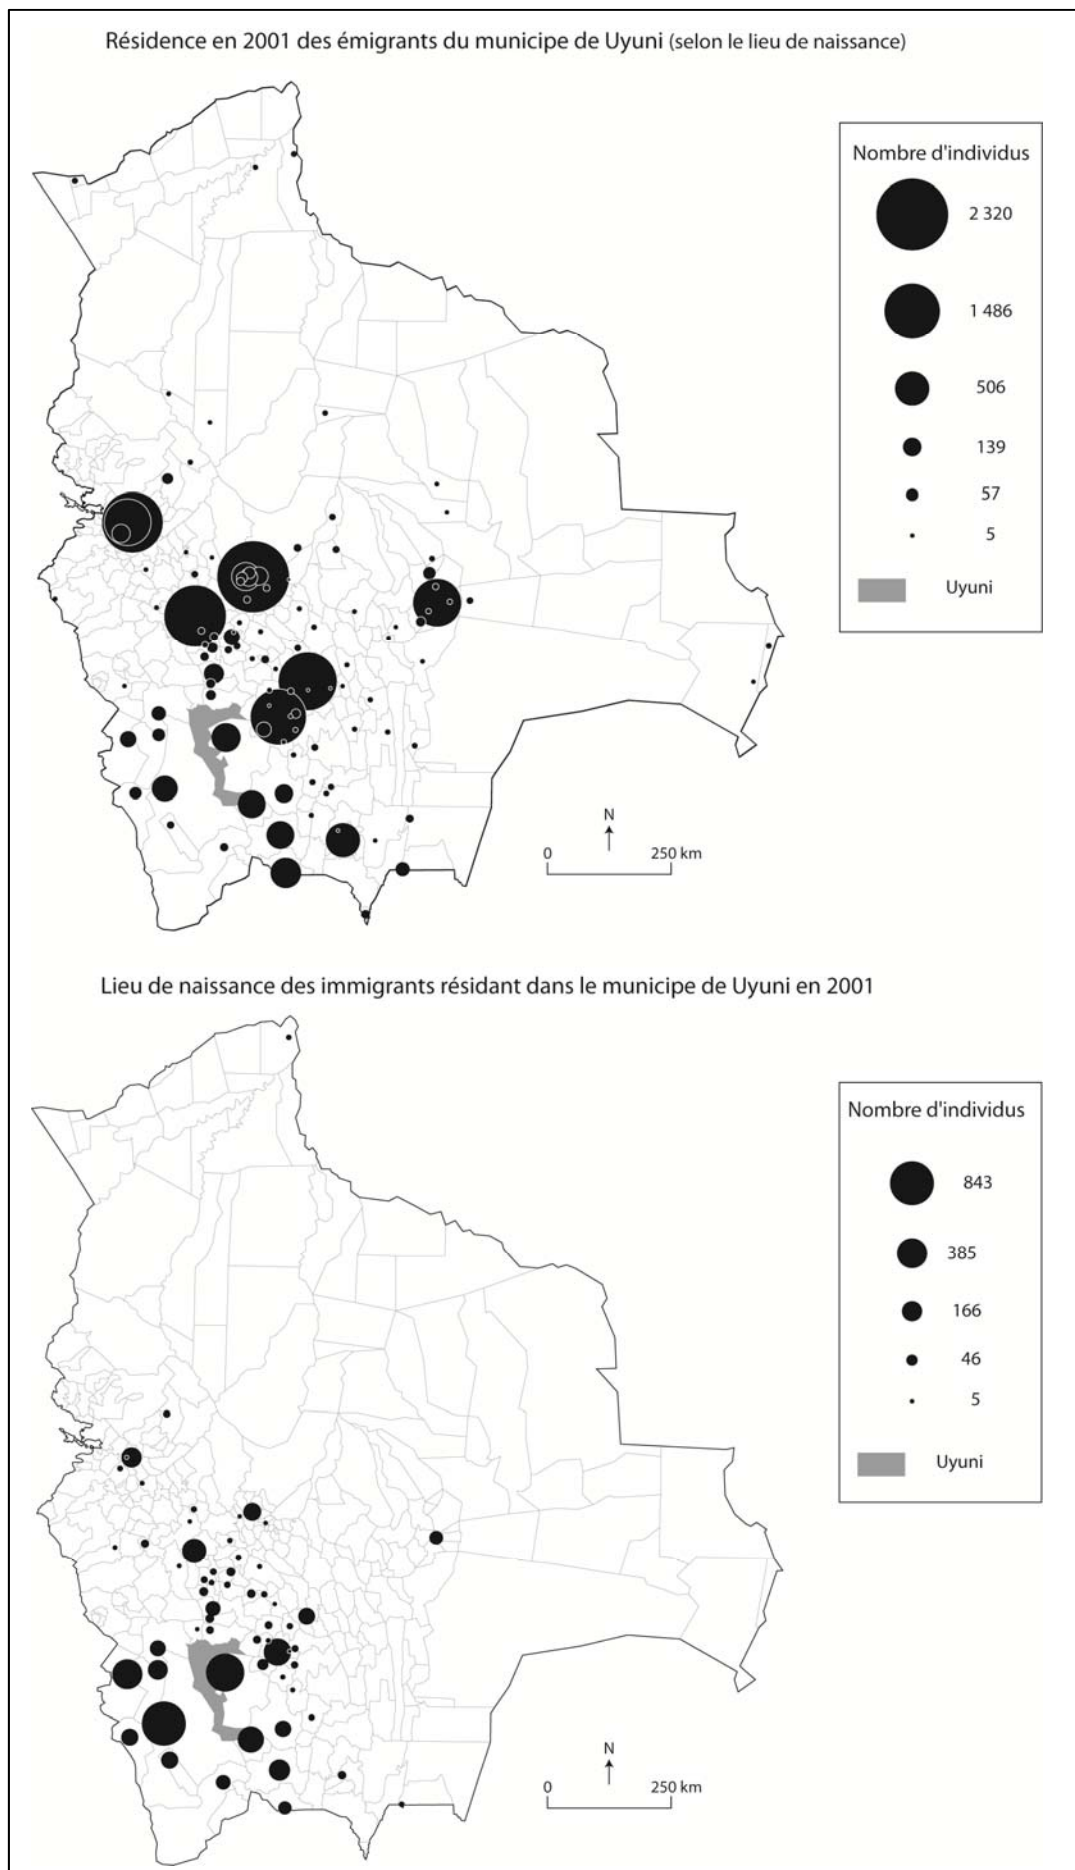 Résidence en 2001 des émigrants du municipe de Uyuni (selon le lieu de naissance)
Nombre d'individus
2 320
1 486
506
139
57
5
Uyuni
N
0 250 km
Lieu de naissance des immigrants résidant dans le municipe de Uyuni en 2001
Nombre d'individus
843
385
166
46
5
Uyuni
N
0 250 km